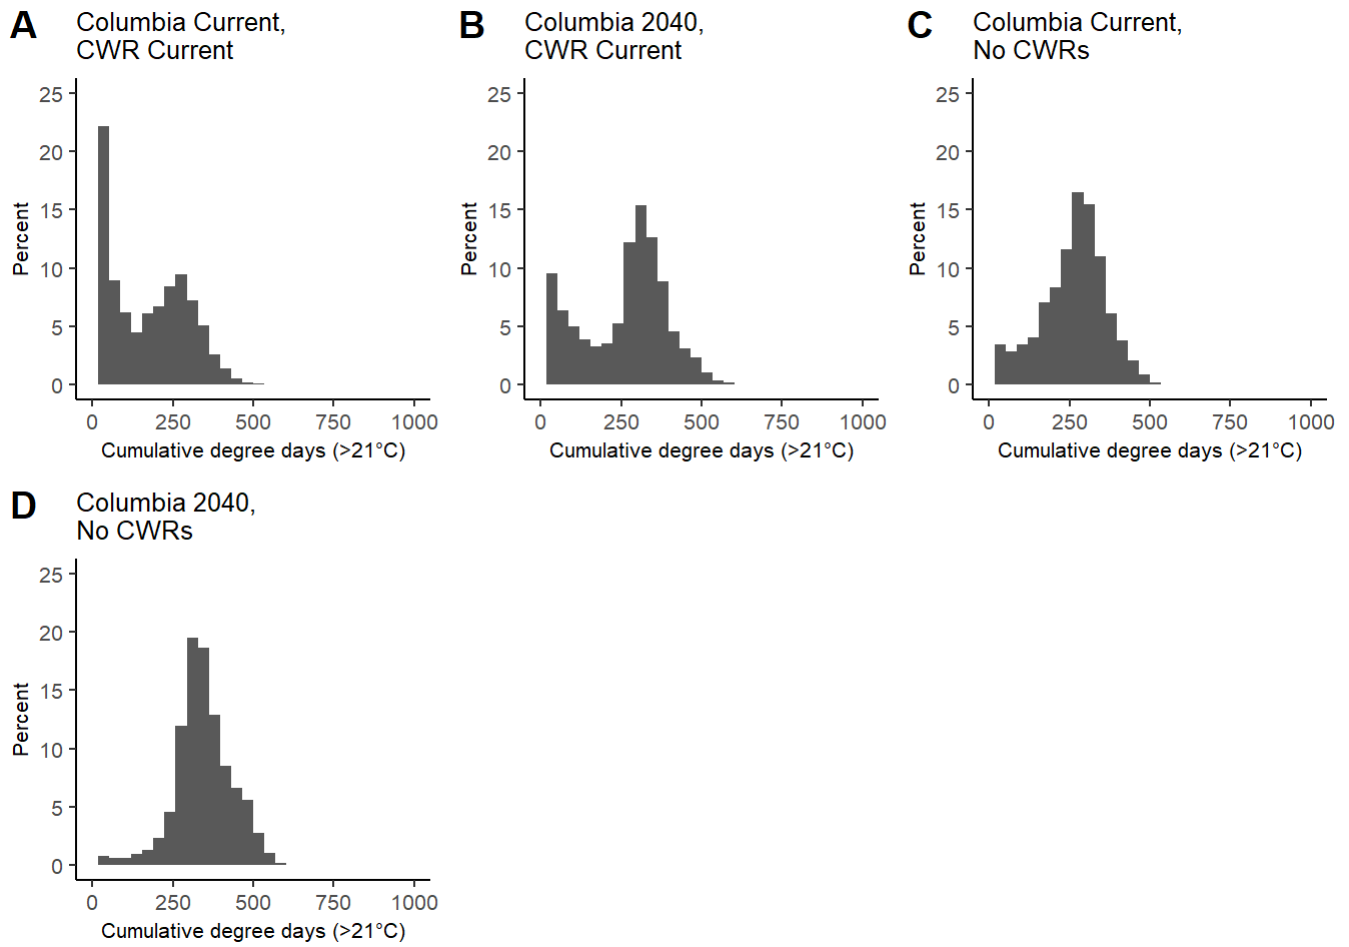 A Columbia Current,
CWR Current
25
20
15
10
5
0
Percent
0 250 500 750 1000
Cumulative degree days (>21°C)
B Columbia 2040,
CWR Current
25
20
15
10
5
0
Percent
0 250 500 750 1000
Cumulative degree days (>21°C)
C Columbia Current,
No CWRs
25
20
15
10
5
0
Percent
0 250 500 750 1000
Cumulative degree days (>21°C)
D Columbia 2040,
No CWRs
25
20
15
10
5
0
Percent
0 250 500 750 1000
Cumulative degree days (>21°C)